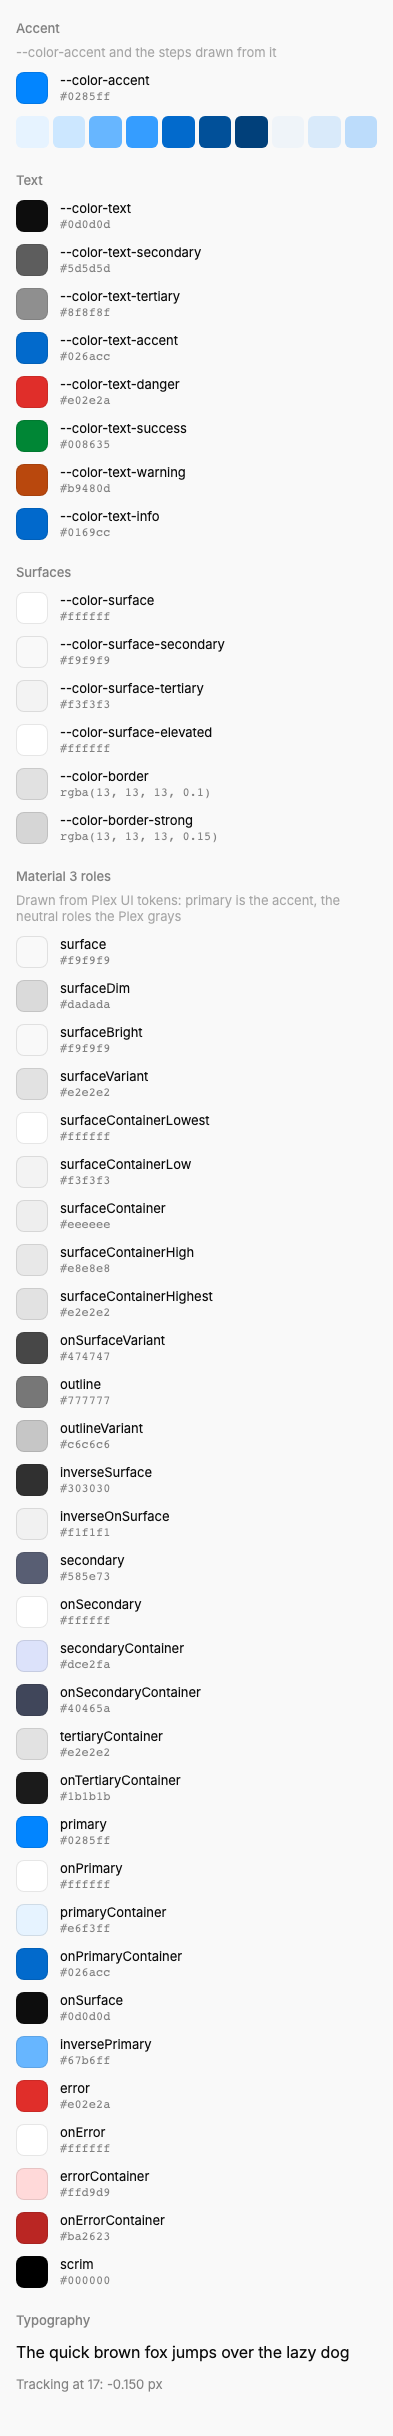 Accent
--color-accent and the steps drawn from it
--color-accent
#0285ff
Text
--color-text
#0d0d0d
--color-text-secondary
#5d5d5d
--color-text-tertiary
#8f8f8f
--color-text-accent
#026acc
--color-text-danger
#e02e2a
--color-text-success
#008635
--color-text-warning
#b9480d
--color-text-info
#0169cc
Surfaces
--color-surface
#ffffff
--color-surface-secondary
#f9f9f9
--color-surface-tertiary
#f3f3f3
--color-surface-elevated
#ffffff
--color-border
rgba(13, 13, 13, 0.1)
--color-border-strong
rgba(13, 13, 13, 0.15)
Material 3 roles
Drawn from Plex UI tokens: primary is the accent, the
neutral roles the Plex grays
surface
#f9f9f9
surfaceDim
#dadada
surfaceBright
#f9f9f9
surfaceVariant
#e2e2e2
surfaceContainerLowest
#ffffff
surfaceContainerLow
#f3f3f3
surfaceContainer
#eeeeee
surfaceContainerHigh
#e8e8e8
surfaceContainerHighest
#e2e2e2
onSurfaceVariant
#474747
outline
#777777
outlineVariant
#c6c6c6
inverseSurface
#303030
inverseOnSurface
#f1f1f1
secondary
#585e73
onSecondary
#ffffff
secondaryContainer
#dce2fa
onSecondaryContainer
#40465a
tertiaryContainer
#e2e2e2
onTertiaryContainer
#1b1b1b
primary
#0285ff
onPrimary
#ffffff
primaryContainer
#e6f3ff
onPrimaryContainer
#026acc
onSurface
#0d0d0d
inversePrimary
#67b6ff
error
#e02e2a
onError
#ffffff
errorContainer
#ffd9d9
onErrorContainer
#ba2623
scrim
#000000
Typography
The quick brown fox jumps over the lazy dog
Tracking at 17: -0.150 px